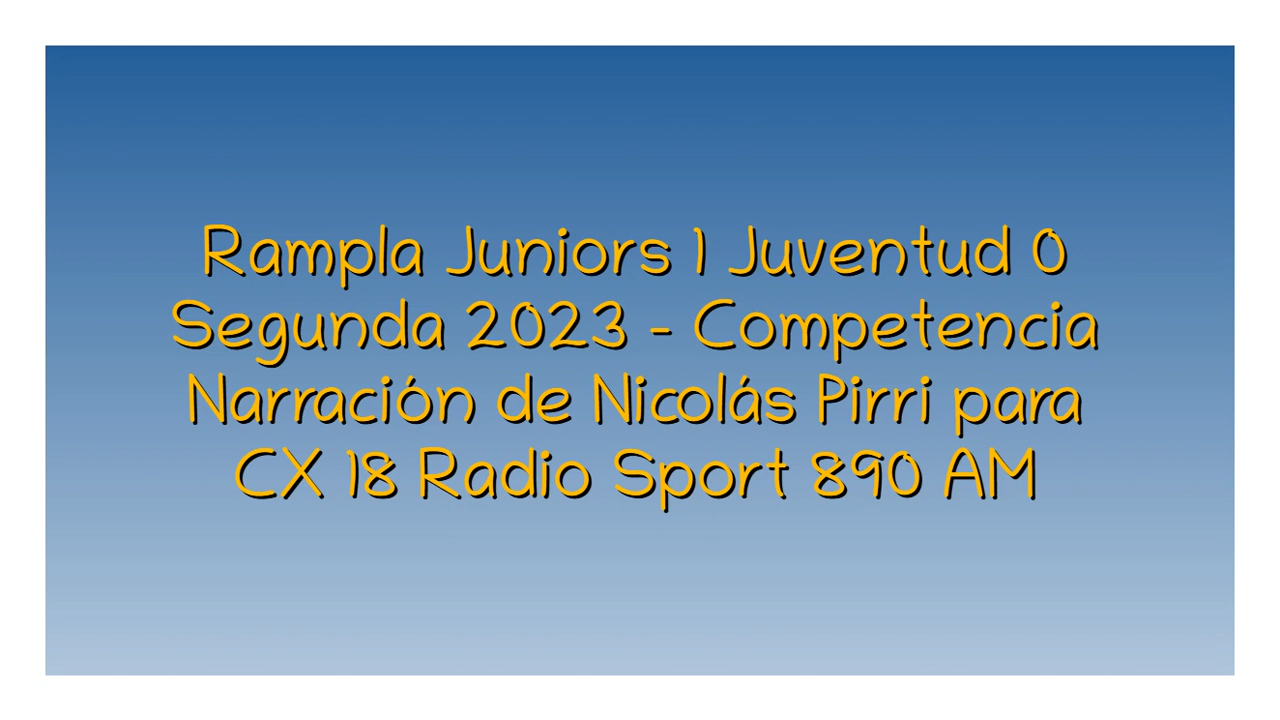 Rampla Juniors 1 Juventud 0
Segunda 2023 - Competencia
Narración de Nicolás Pirri para
CX 18 Radio Sport 890 AM